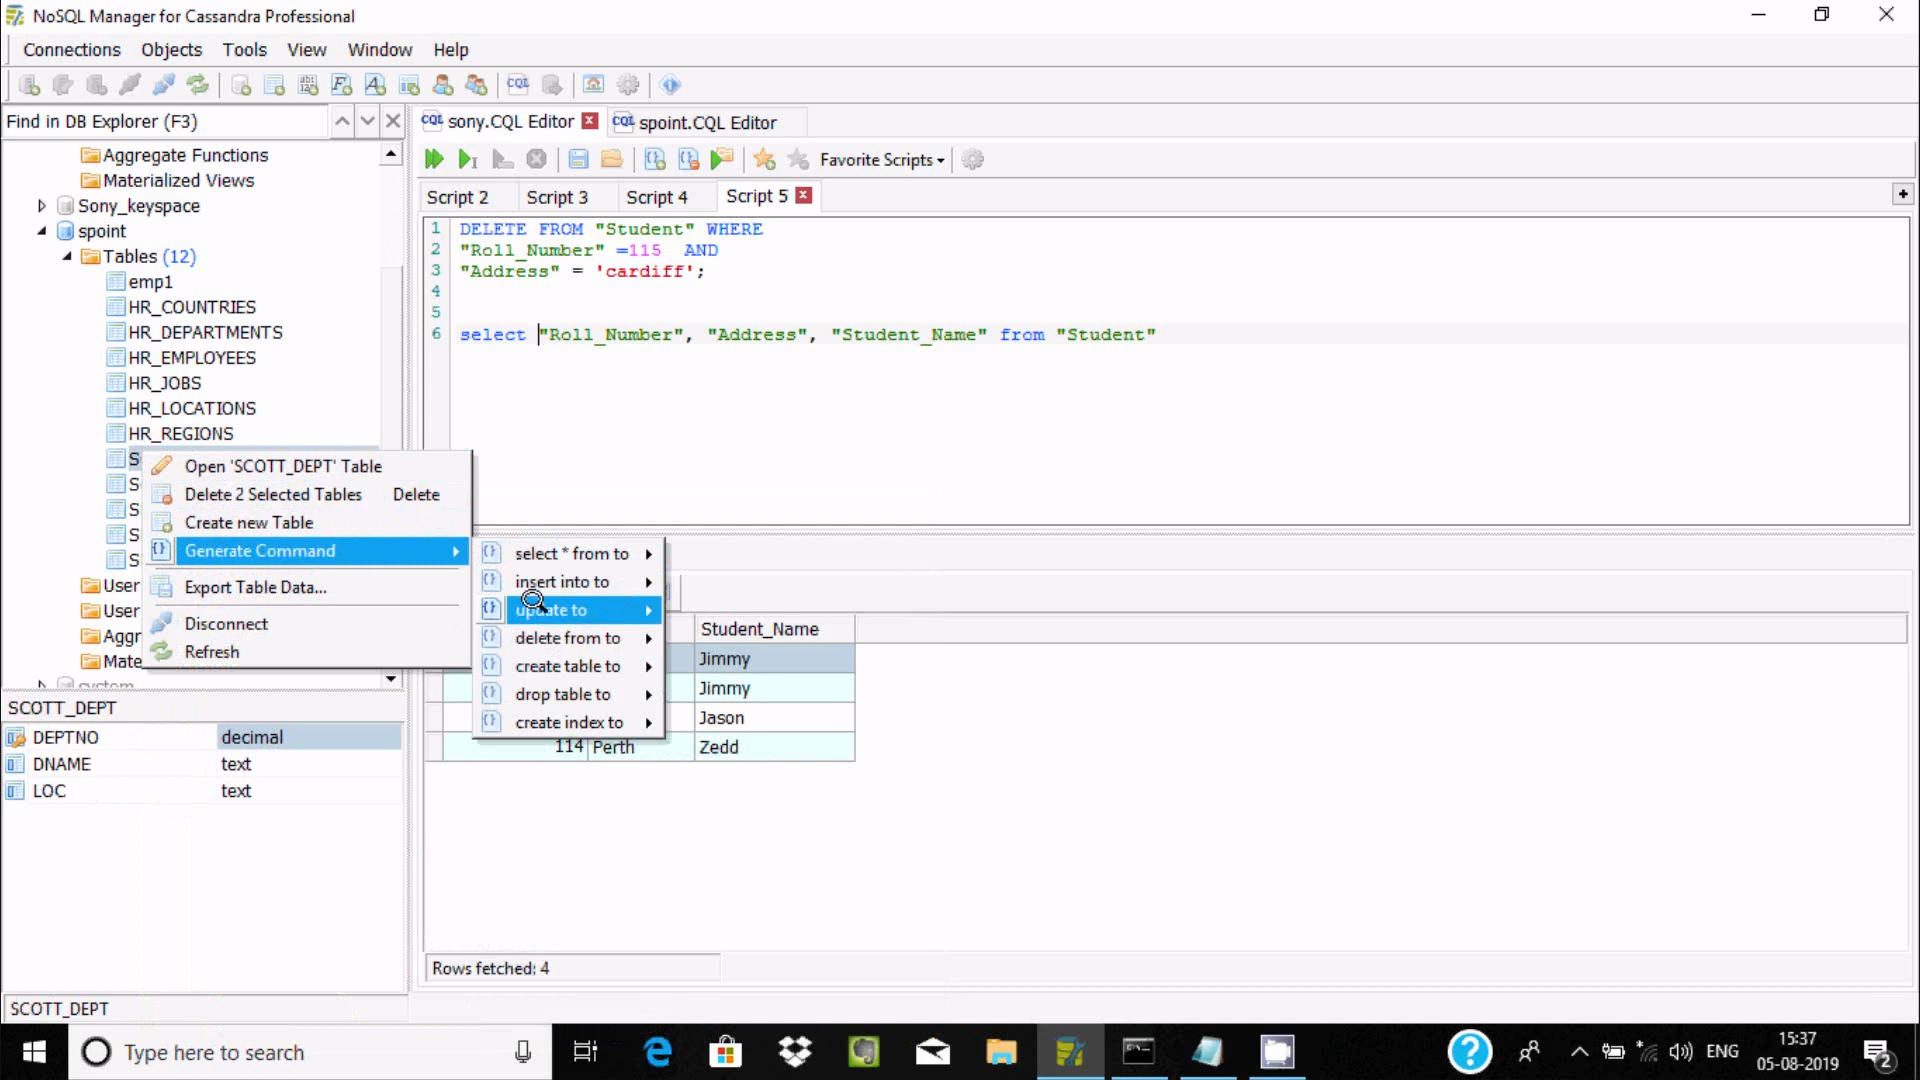 NoSQL Manager for Cassandra Professional
Connections Objects Tools View Window Help
CQL
Find in DB Explorer (F3)
CQL sony.CQL Editor CQL spoint.CQL Editor
Favorite Scripts
Script 2 Script 3 Script 4 Script 5
Aggregate Functions
Materialized Views
Sony_keyspace
spoint
Tables (12)
emp1
HR_COUNTRIES
HR_DEPARTMENTS
HR_EMPLOYEES
HR_JOBS
HR_LOCATIONS
HR_REGIONS
S
S
S
S
S
User
User
Aggr
Mate
system
1 DELETE FROM "Student" WHERE
2 "Roll_Number" =115 AND
3 "Address" = 'cardiff';
4
5
6 select "Roll_Number", "Address", "Student_Name" from "Student"
Open 'SCOTT_DEPT' Table
Delete 2 Selected Tables Delete
Create new Table
Generate Command
Export Table Data...
Disconnect
Refresh
select * from to
insert into to
update to
delete from to
create table to
drop table to
create index to
Student_Name
Jimmy
Jimmy
Jason
114 Perth Zedd
SCOTT_DEPT
DEPTNO decimal
DNAME text
LOC text
Rows fetched: 4
SCOTT_DEPT
Type here to search
ENG
15:37
05-08-2019
2